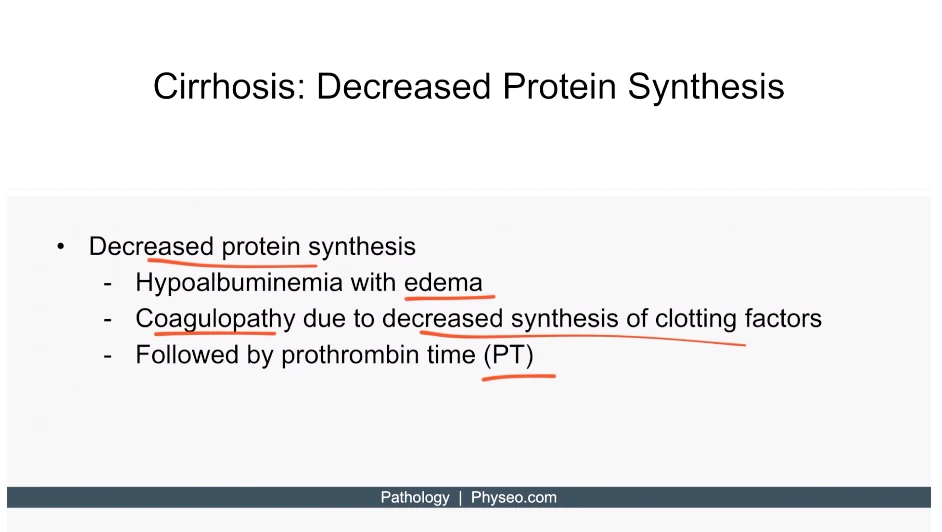 Cirrhosis: Decreased Protein Synthesis
• Decreased protein synthesis
- Hypoalbuminemia with edema
- Coagulopathy due to decreased synthesis of clotting factors
- Followed by prothrombin time (PT)
Pathology | Physeo.com